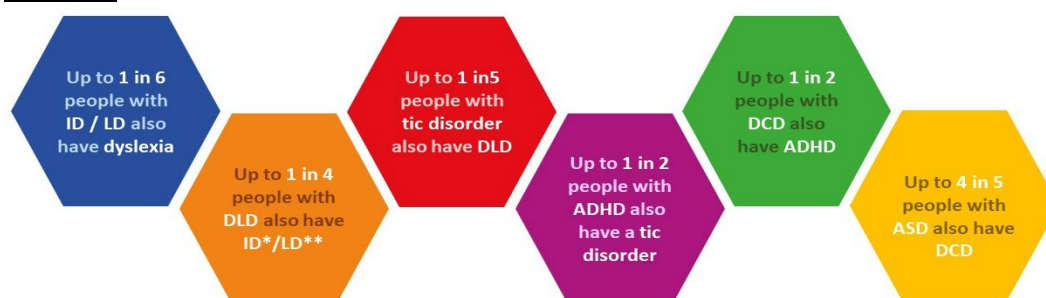 Up to 1 in 6
people with
ID / LD also
have dyslexia
Up to 1 in 4
people with
DLD also have
ID*/LD**
Up to 1 in5
people with
tic disorder
also have DLD
Up to 1 in 2
people with
ADHD also
have a tic
disorder
Up to 1 in 2
people with
DCD also
have ADHD
Up to 4 in 5
people with
ASD also have
DCD